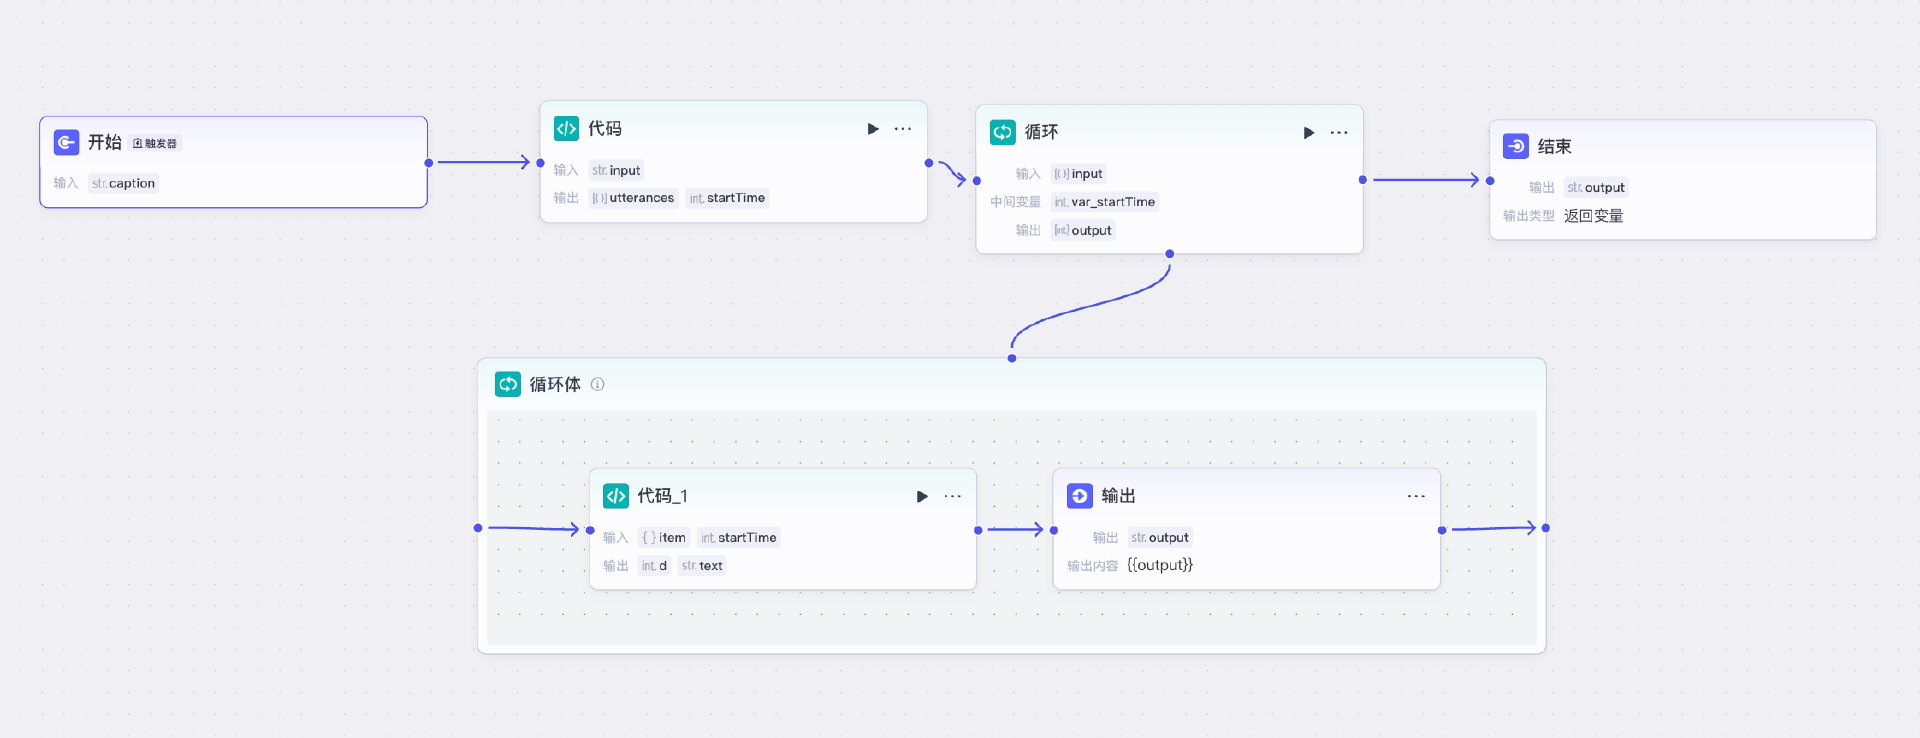 开始 触发器
输入 str. caption
代码
输入 str. input
输出 [{}] utterances int. startTime
循环
输入 [{}] input
中间变量 int. var_startTime
输出 [int] output
结束
输出 str. output
输出类型 返回变量
循环体
代码_1
输入 { } item int. startTime
输出 int. d str. text
输出
输出 str. output
输出内容 {{output}}